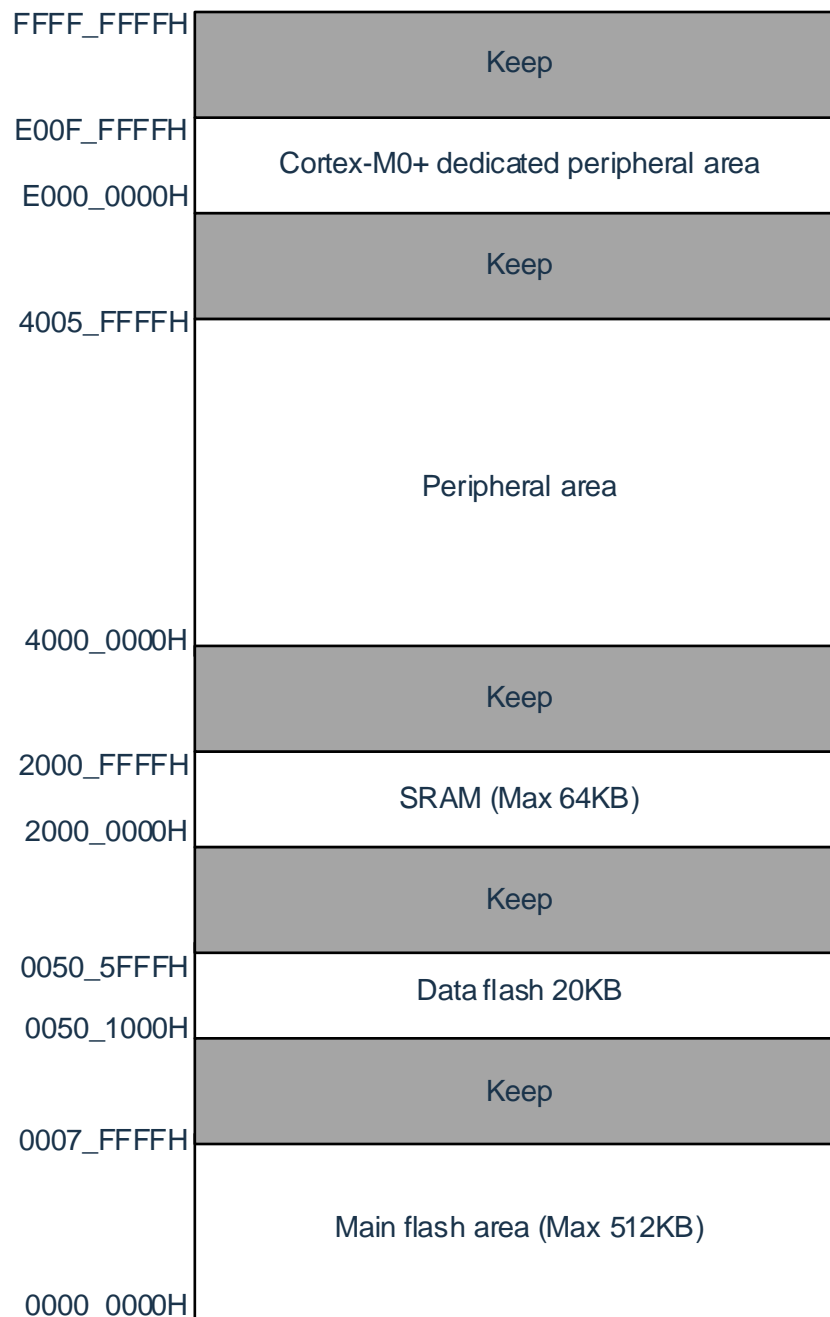 FFFF_FFFFH
Keep
E00F_FFFFH
Cortex-M0+ dedicated peripheral area
E000_0000H
Keep
4005_FFFFH
Peripheral area
4000_0000H
Keep
2000_FFFFH
SRAM (Max 64KB)
2000_0000H
Keep
0050_5FFFH
Data flash 20KB
0050_1000H
Keep
0007_FFFFH
Main flash area (Max 512KB)
0000_0000H